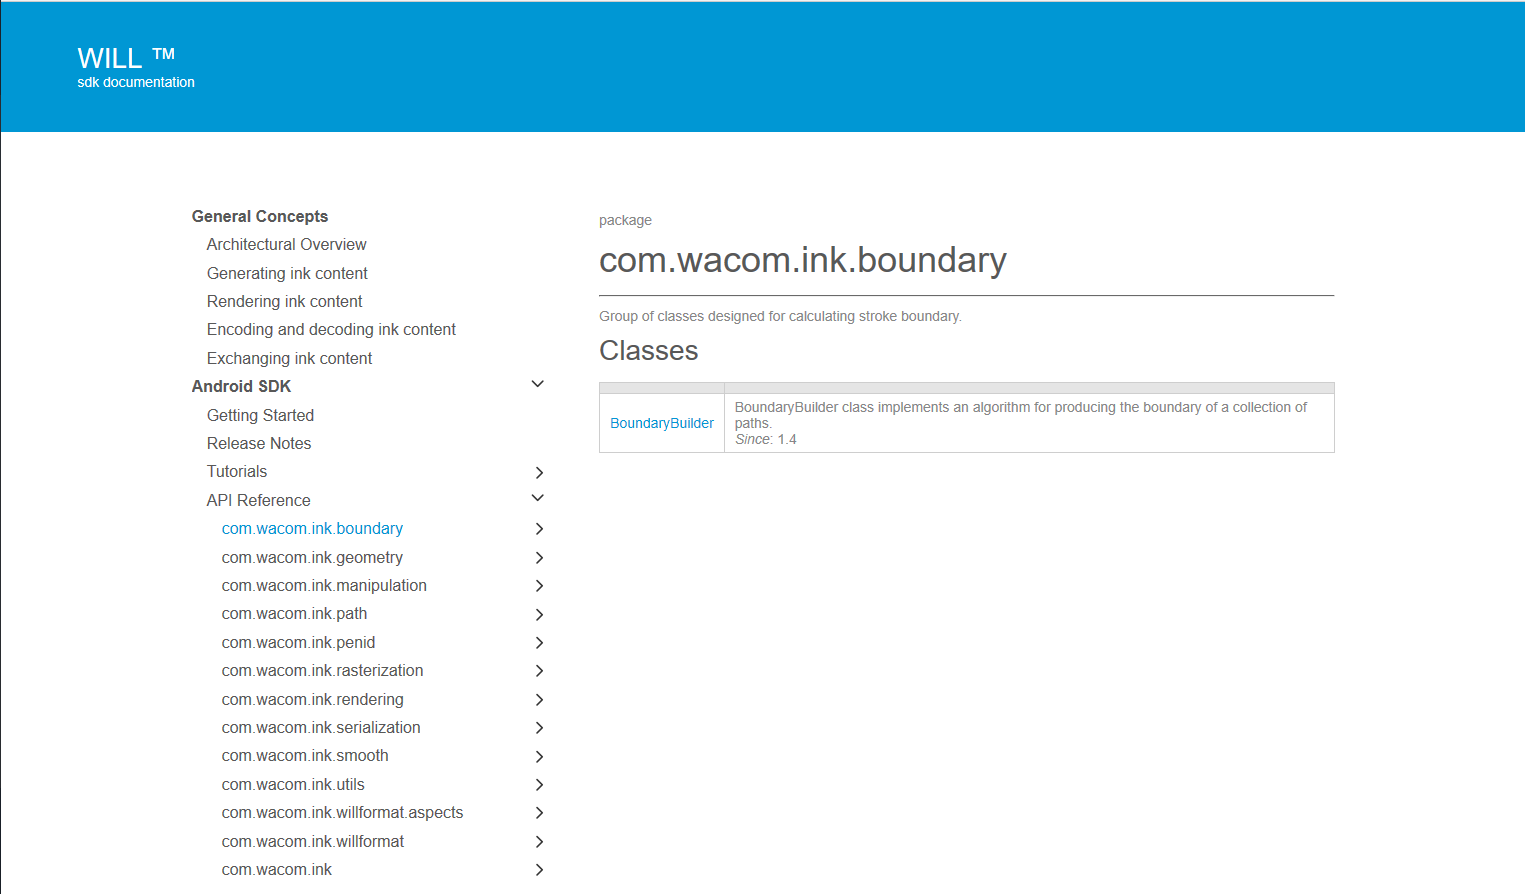 WILL ™
sdk documentation
General Concepts
Architectural Overview
Generating ink content
Rendering ink content
Encoding and decoding ink content
Exchanging ink content
Android SDK
Getting Started
Release Notes
Tutorials
API Reference
com.wacom.ink.boundary
com.wacom.ink.geometry
com.wacom.ink.manipulation
com.wacom.ink.path
com.wacom.ink.penid
com.wacom.ink.rasterization
com.wacom.ink.rendering
com.wacom.ink.serialization
com.wacom.ink.smooth
com.wacom.ink.utils
com.wacom.ink.willformat.aspects
com.wacom.ink.willformat
com.wacom.ink
package
com.wacom.ink.boundary
Group of classes designed for calculating stroke boundary.
Classes
BoundaryBuilder
BoundaryBuilder class implements an algorithm for producing the boundary of a collection of
paths.
Since: 1.4